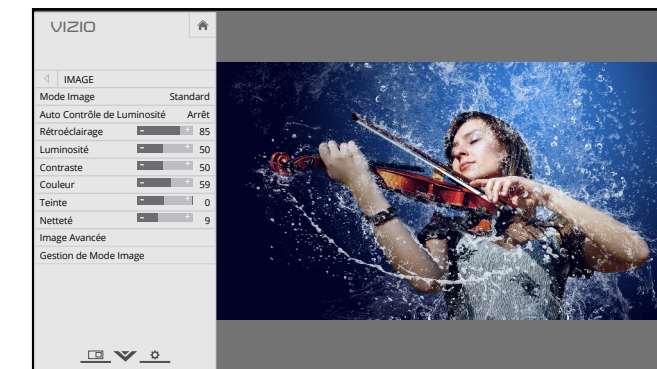 VIZIO
IMAGE
Mode Image Standard
Auto Contrôle de Luminosité Arrêt
Rétroéclairage - + 85
Luminosité - + 50
Contraste - + 50
Couleur - + 59
Teinte - + 0
Netteté - + 9
Image Avancée
Gestion de Mode Image